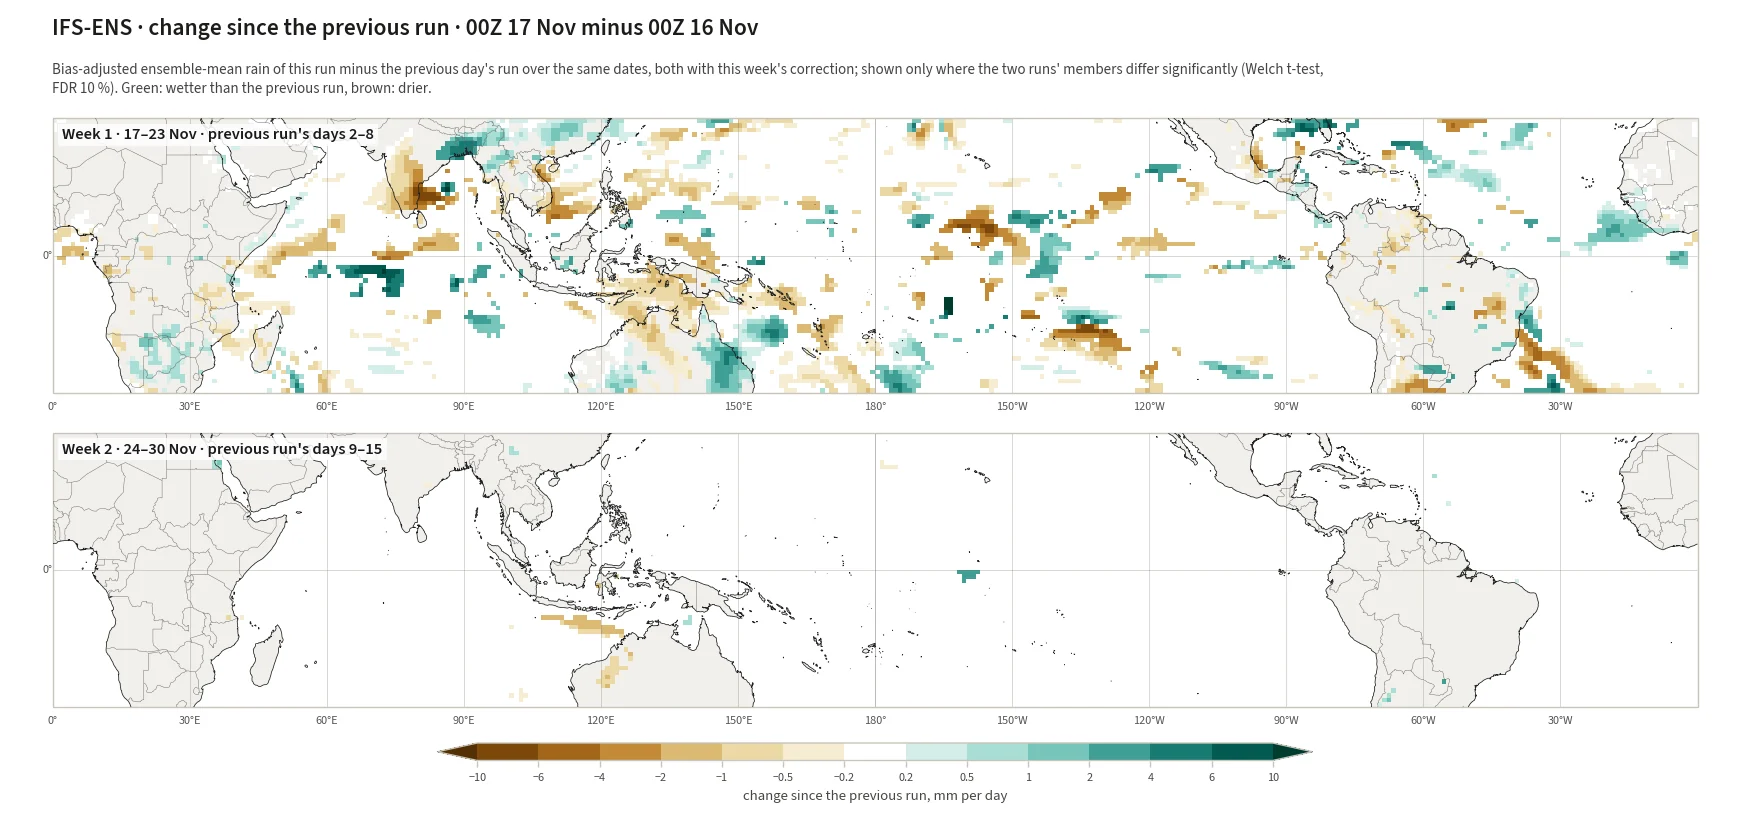 IFS-ENS · change since the previous run · 00Z 17 Nov minus 00Z 16 Nov
Bias-adjusted ensemble-mean rain of this run minus the previous day's run over the same dates, both with this week's correction; shown only where the two runs' members differ significantly (Welch t-test,
FDR 10 %). Green: wetter than the previous run, brown: drier.
Week 1 · 17–23 Nov · previous run's days 2–8
0°
0° 30°E 60°E 90°E 120°E 150°E 180° 150°W 120°W 90°W 60°W 30°W
Week 2 · 24–30 Nov · previous run's days 9–15
0°
0° 30°E 60°E 90°E 120°E 150°E 180° 150°W 120°W 90°W 60°W 30°W
−10 −6 −4 −2 −1 −0.5 −0.2 0.2 0.5 1 2 4 6 10
change since the previous run, mm per day